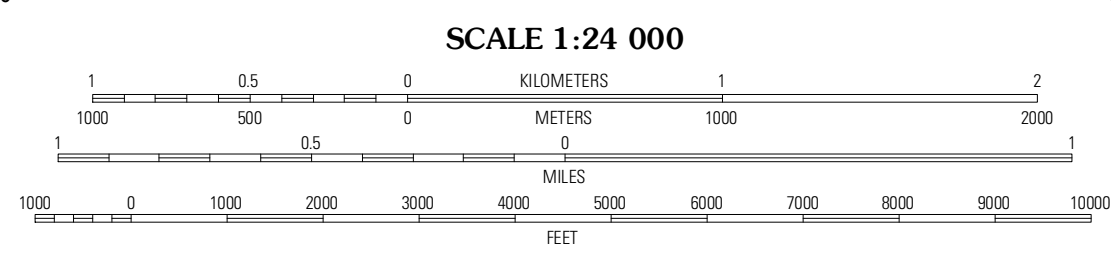 SCALE 1:24 000
1 0.5 0 KILOMETERS 1 2
1000 500 0 METERS 1000 2000
1 0.5 0 1
MILES
1000 0 1000 2000 3000 4000 5000 6000 7000 8000 9000 10000
FEET